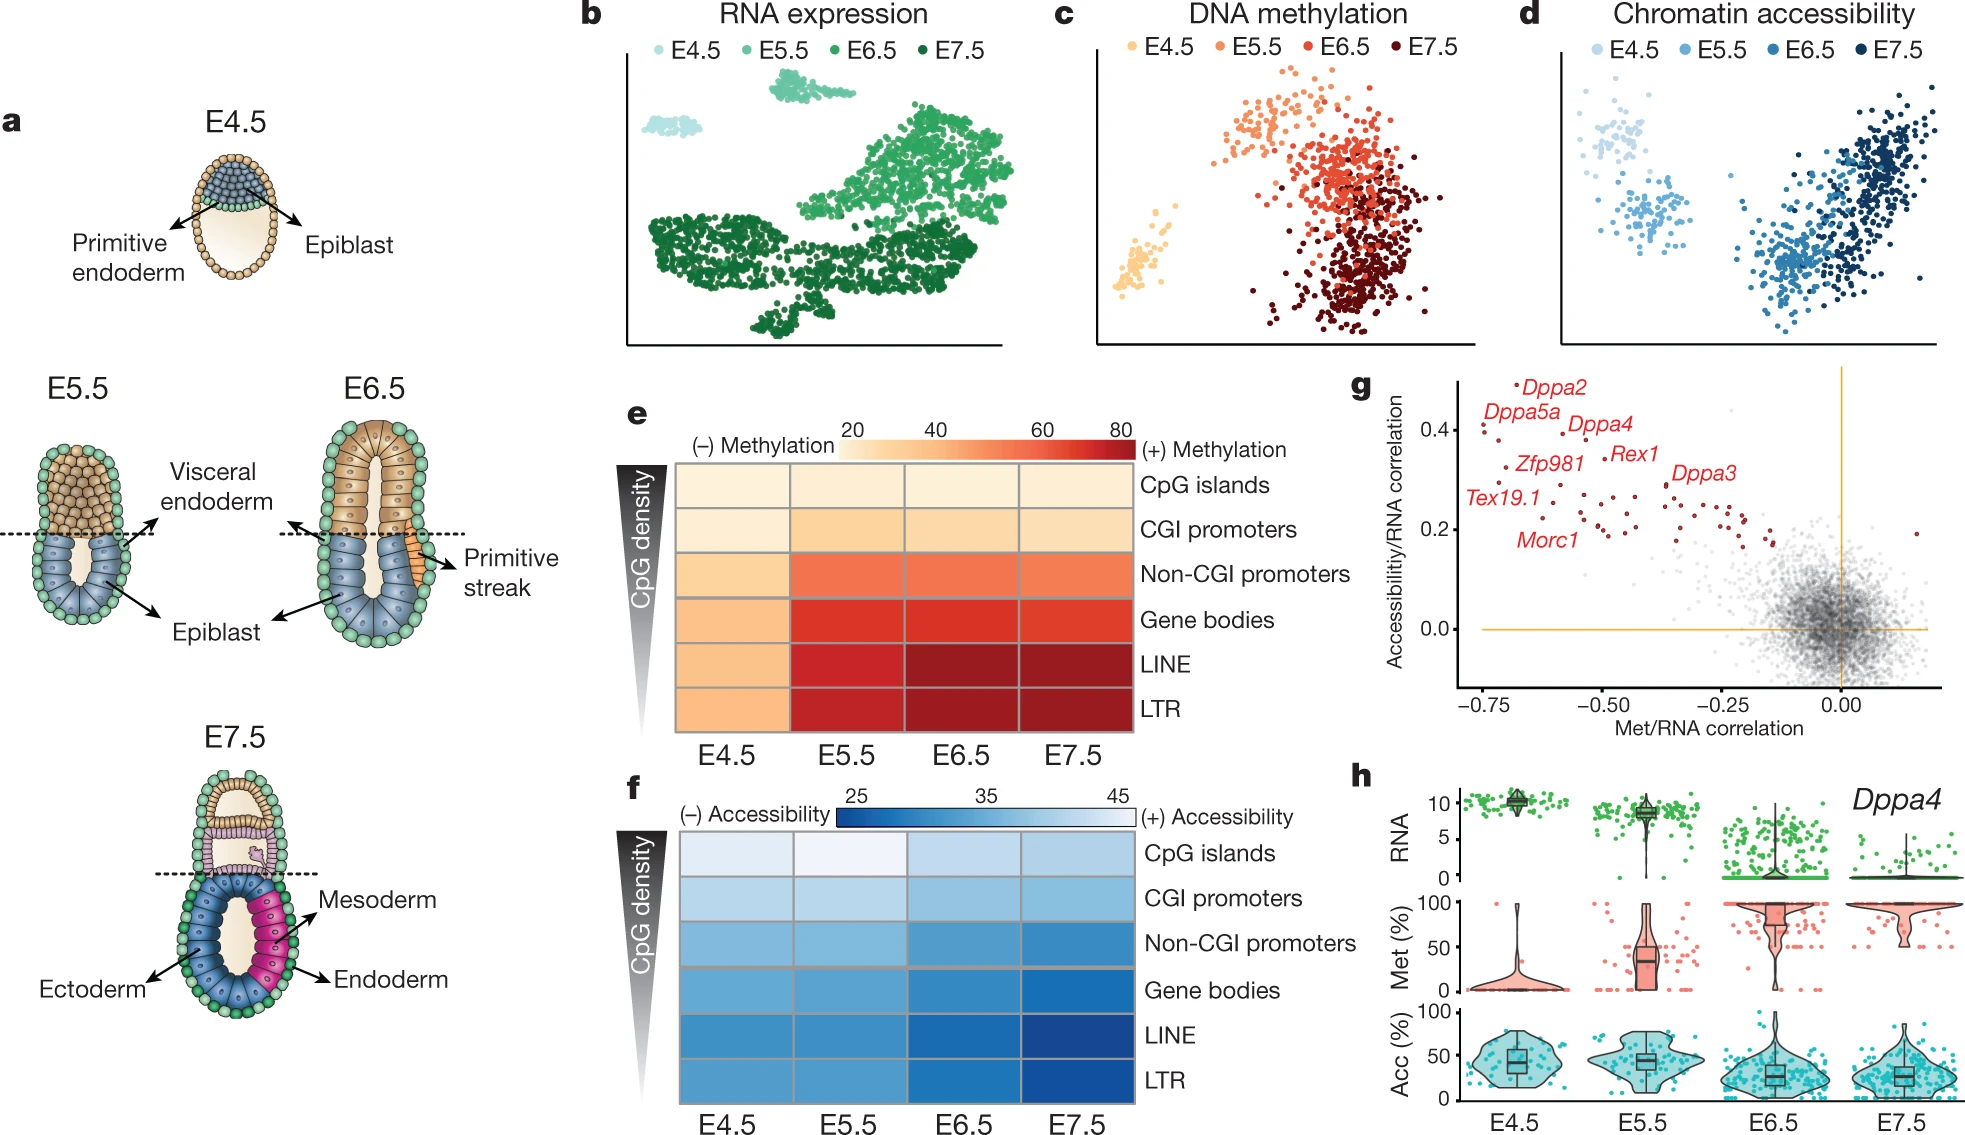 a
E4.5
Primitive
endoderm
Epiblast
E5.5
E6.5
Visceral
endoderm
Primitive
streak
Epiblast
E7.5
Mesoderm
Ectoderm
Endoderm
b
RNA expression
E4.5 E5.5 E6.5 E7.5
c
DNA methylation
E4.5 E5.5 E6.5 E7.5
d
Chromatin accessibility
E4.5 E5.5 E6.5 E7.5
e
20 40 60 80
(–) Methylation
(+) Methylation
CpG density
CpG islands
CGI promoters
Non-CGI promoters
Gene bodies
LINE
LTR
E4.5 E5.5 E6.5 E7.5
f
25 35 45
(–) Accessibility
(+) Accessibility
CpG density
CpG islands
CGI promoters
Non-CGI promoters
Gene bodies
LINE
LTR
E4.5 E5.5 E6.5 E7.5
g
Accessibility/RNA correlation
0.4
0.2
0.0
Dppa2
Dppa5a
Dppa4
Rex1
Zfp981
Dppa3
Tex19.1
Morc1
–0.75 –0.50 –0.25 0.00
Met/RNA correlation
h
Dppa4
RNA
10
5
0
Met (%)
100
50
0
Acc (%)
100
50
0
E4.5 E5.5 E6.5 E7.5